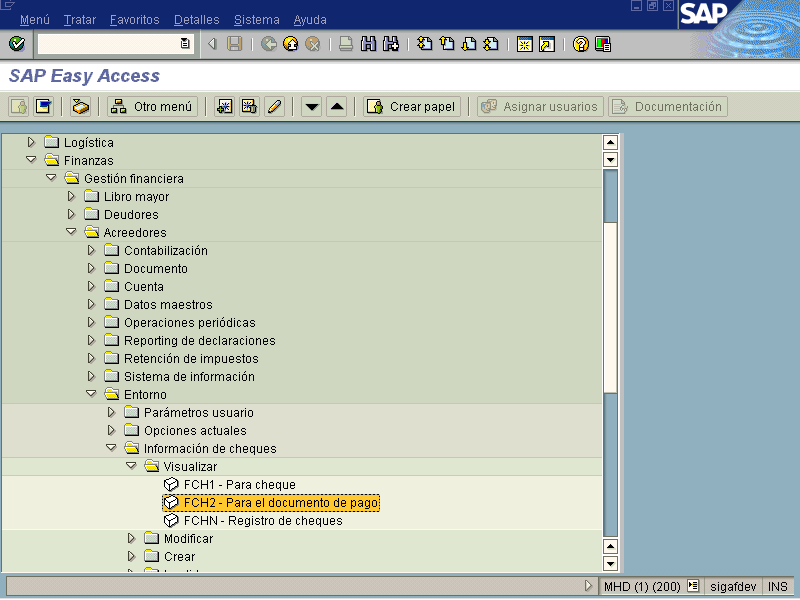 Menú Tratar Favoritos Detalles Sistema Ayuda
SAP
SAP Easy Access
Otro menú Crear papel Asignar usuarios Documentación
Logística
Finanzas
Gestión financiera
Libro mayor
Deudores
Acreedores
Contabilización
Documento
Cuenta
Datos maestros
Operaciones periódicas
Reporting de declaraciones
Retención de impuestos
Sistema de información
Entorno
Parámetros usuario
Opciones actuales
Información de cheques
Visualizar
FCH1 - Para cheque
FCH2 - Para el documento de pago
FCHN - Registro de cheques
Modificar
Crear
MHD (1) (200) sigafdev INS